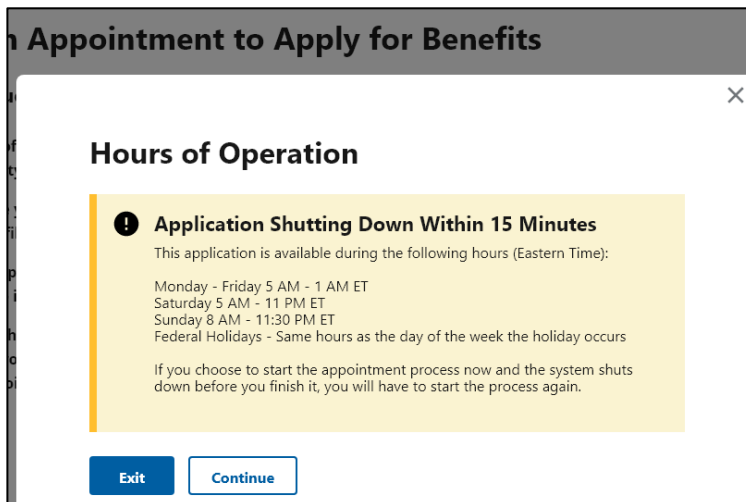 Appointment to Apply for Benefits
Hours of Operation
Application Shutting Down Within 15 Minutes
This application is available during the following hours (Eastern Time):
Monday - Friday 5 AM - 1 AM ET
Saturday 5 AM - 11 PM ET
Sunday 8 AM - 11:30 PM ET
Federal Holidays - Same hours as the day of the week the holiday occurs
If you choose to start the appointment process now and the system shuts
down before you finish it, you will have to start the process again.
Exit
Continue